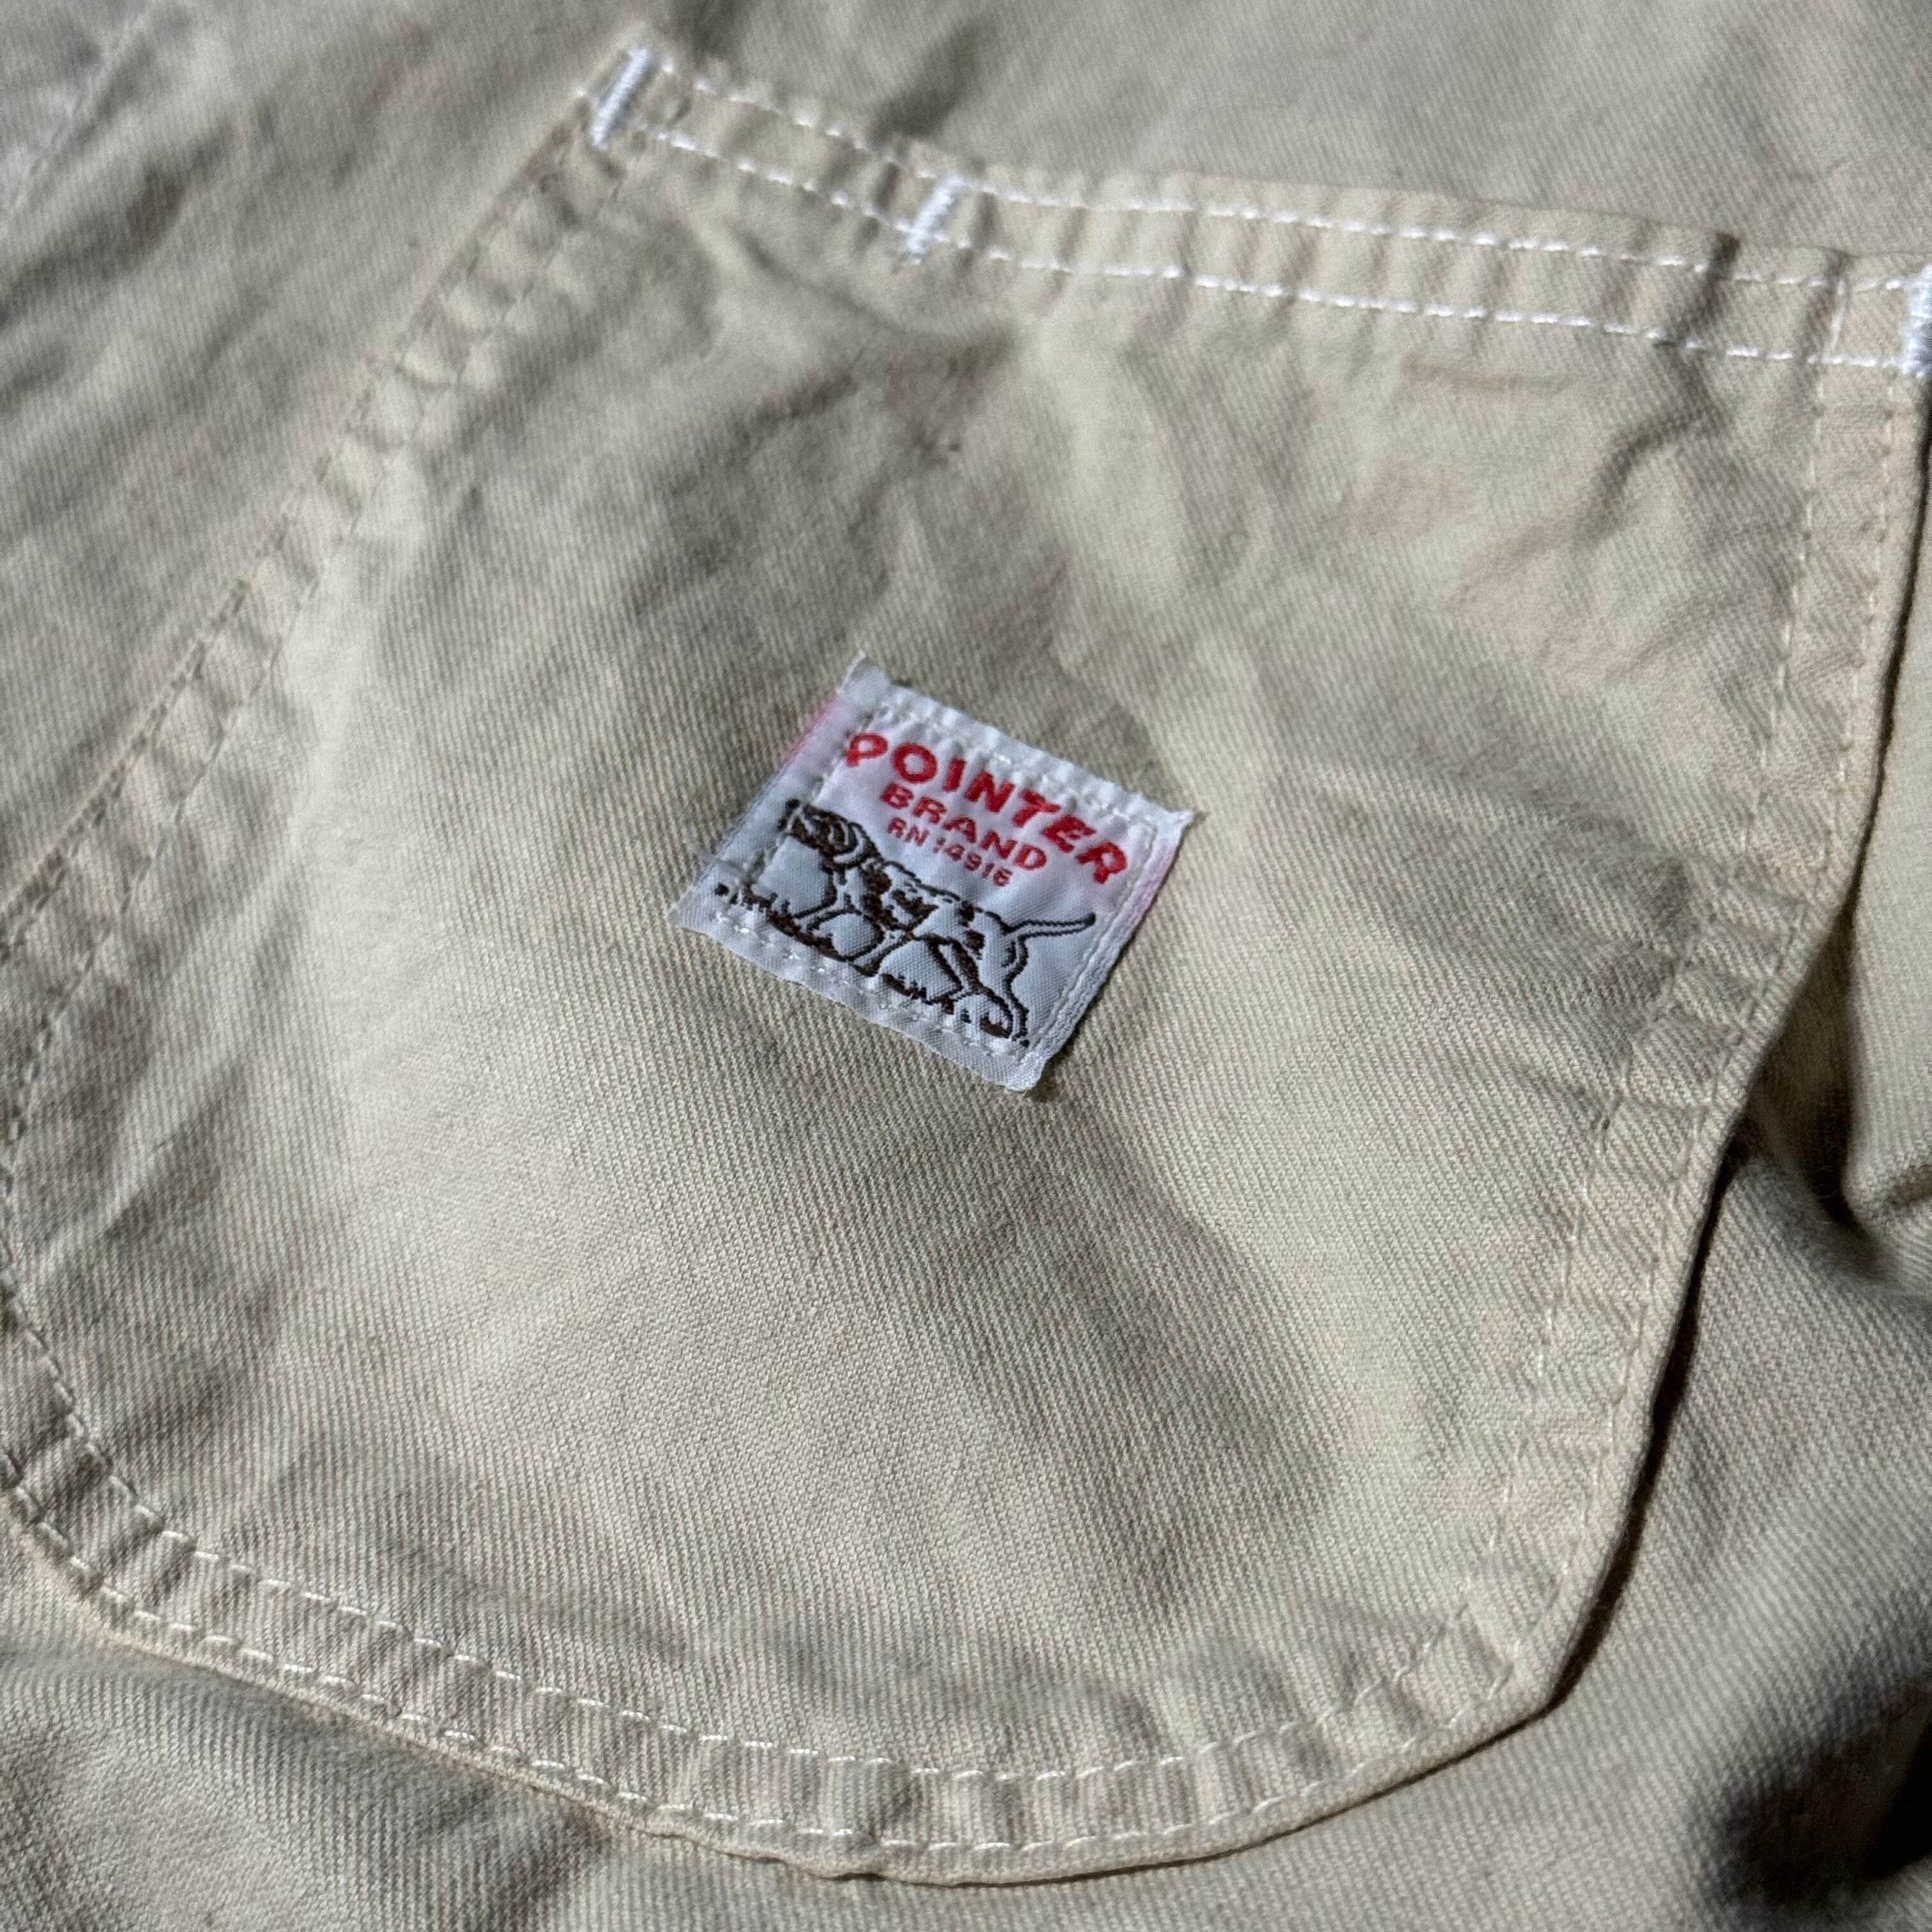 POINTER
BRAND
RN 14916